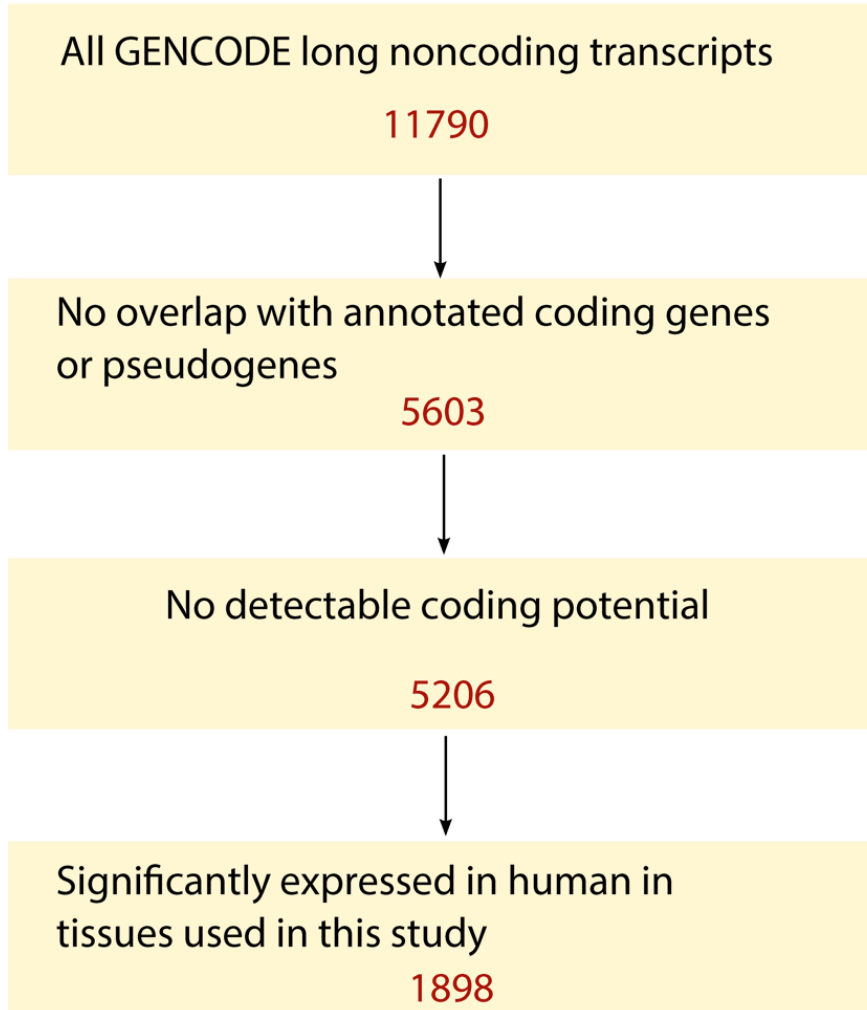 All GENCODE long noncoding transcripts
11790
No overlap with annotated coding genes
or pseudogenes
5603
No detectable coding potential
5206
Significantly expressed in human in
tissues used in this study
1898